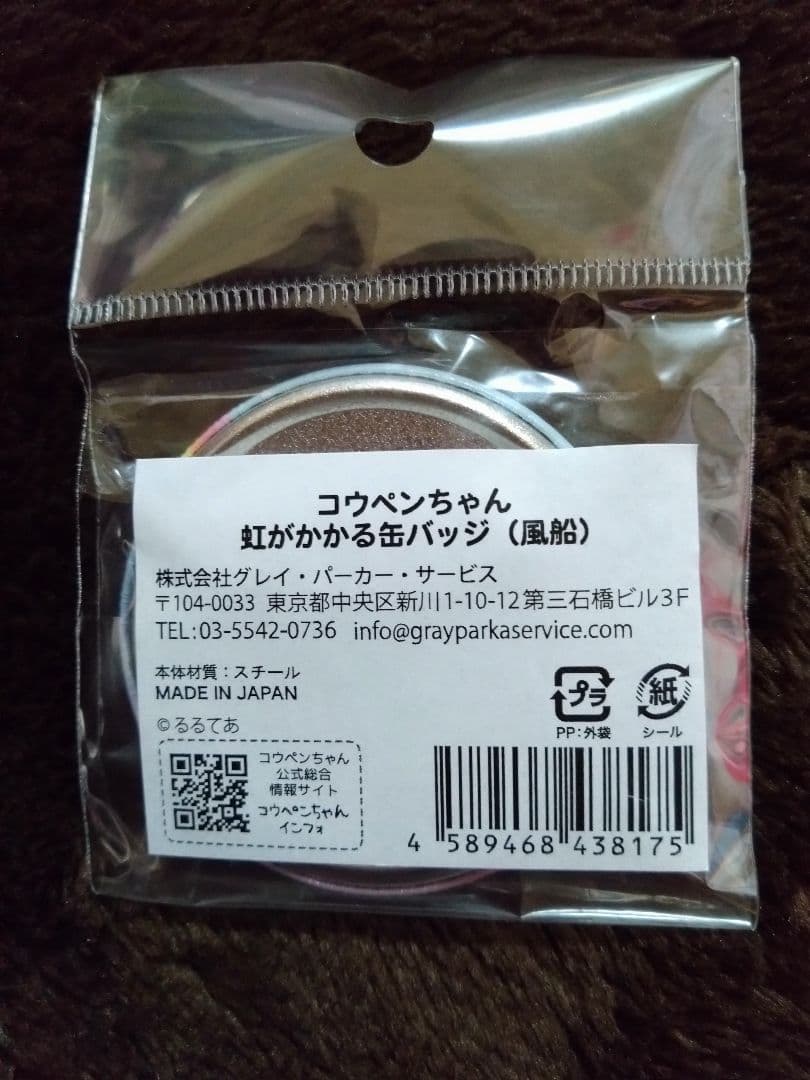 コウペンちゃん
虹がかかる缶バッジ（風船）
株式会社グレイ・パーカー・サービス
〒104-0033 東京都中央区新川1-10-12第三石橋ビル3F
TEL:03-5542-0736 info@grayparkaservice.com
本体材質：スチール
MADE IN JAPAN
©るるてあ
プラ
PP:外袋
紙
シール
コウペンちゃん
公式総合
情報サイト
コウペンちゃん
インフォ
4 589468 438175